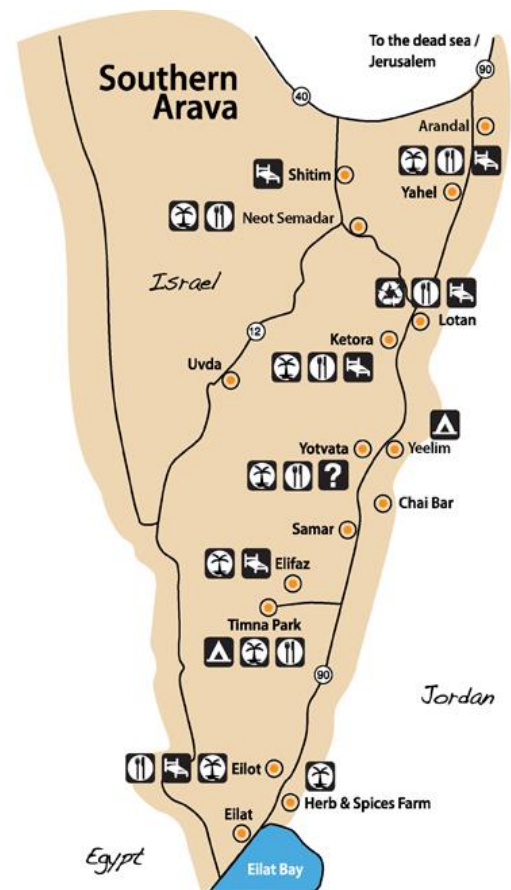 To the dead sea /
Jerusalem
Southern
Arava
90
40
Arandal
Shitim
Yahel
Neot Semadar
Israel
Lotan
12
Ketora
Uvda
Yotvata
Yeelim
?
Chai Bar
Samar
Elifaz
Timna Park
90
Jordan
Eilot
Herb & Spices Farm
Eilat
Egypt
Eilat Bay